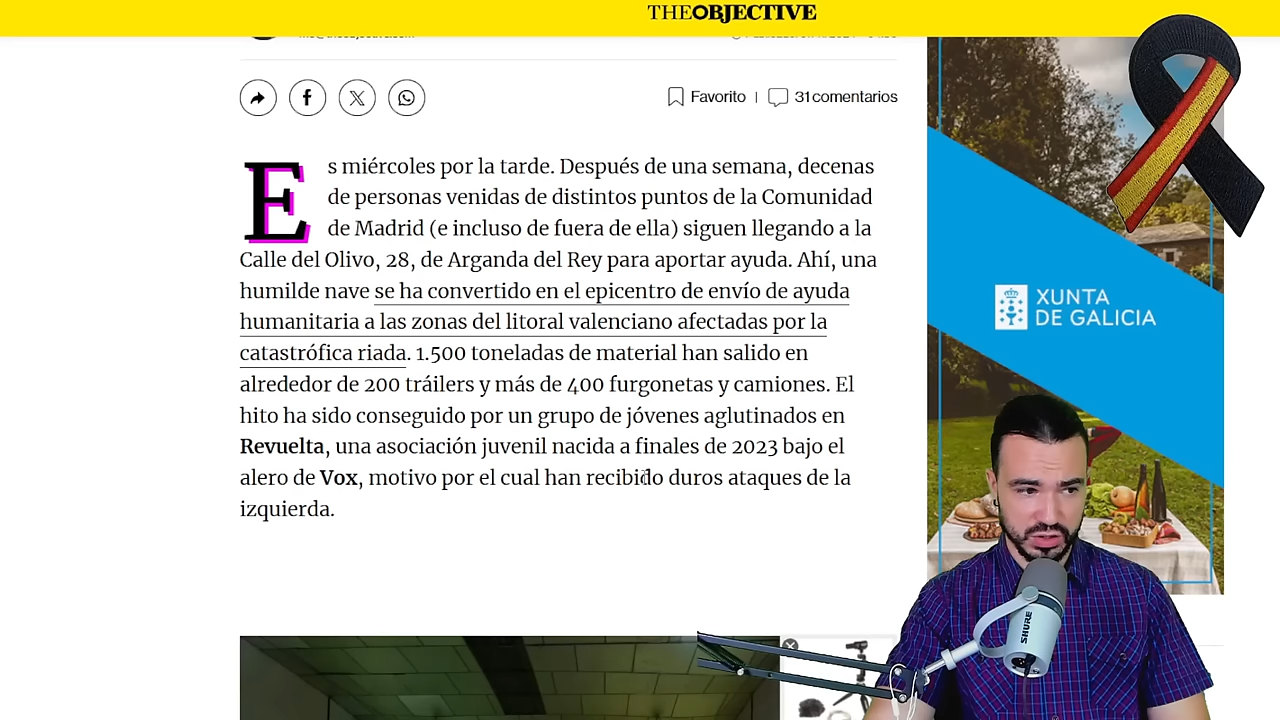 THEOBJECTIVE
Favorito | 31 comentarios
Es miércoles por la tarde. Después de una semana, decenas
de personas venidas de distintos puntos de la Comunidad
de Madrid (e incluso de fuera de ella) siguen llegando a la
Calle del Olivo, 28, de Arganda del Rey para aportar ayuda. Ahí, una
humilde nave se ha convertido en el epicentro de envío de ayuda
humanitaria a las zonas del litoral valenciano afectadas por la
catastrófica riada. 1.500 toneladas de material han salido en
alrededor de 200 tráilers y más de 400 furgonetas y camiones. El
hito ha sido conseguido por un grupo de jóvenes aglutinados en
Revuelta, una asociación juvenil nacida a finales de 2023 bajo el
alero de Vox, motivo por el cual han recibido duros ataques de la
izquierda.
XUNTA
DE GALICIA
SHURE